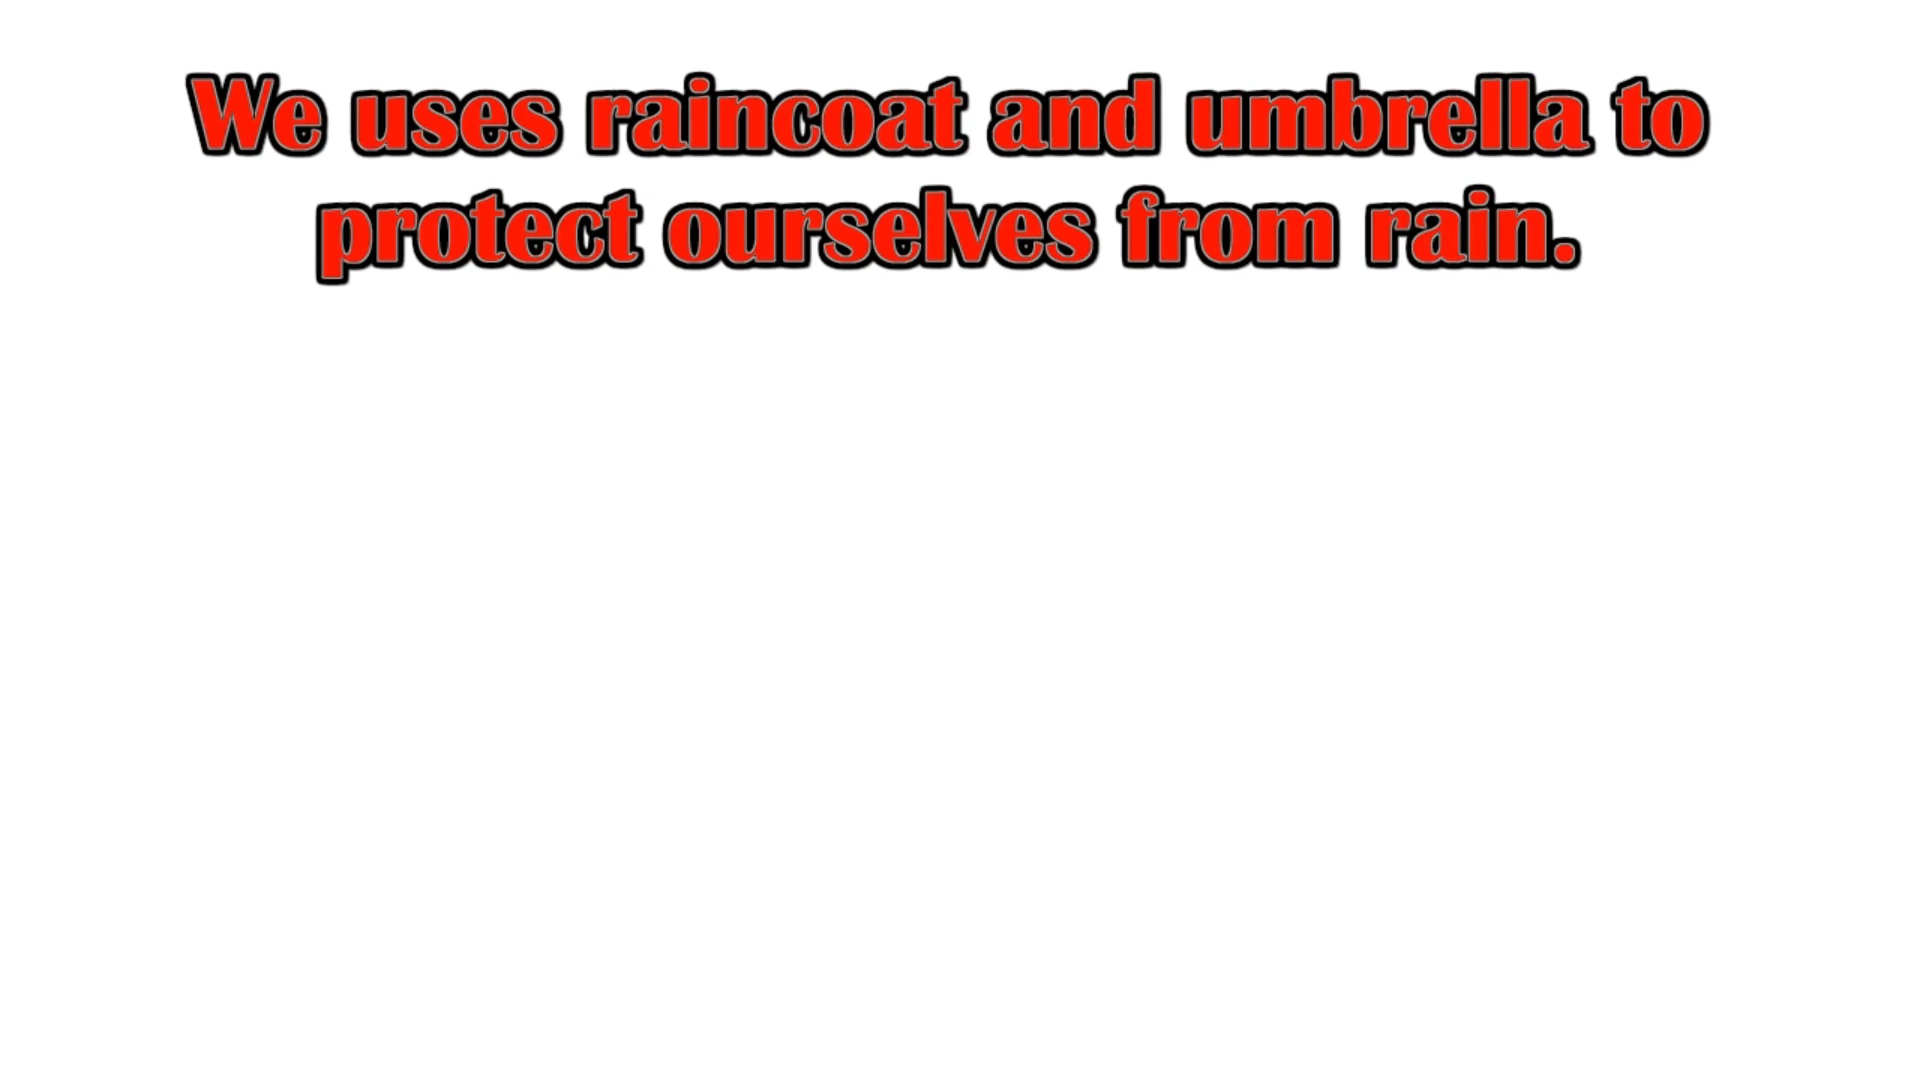 We uses raincoat and umbrella to
protect ourselves from rain.